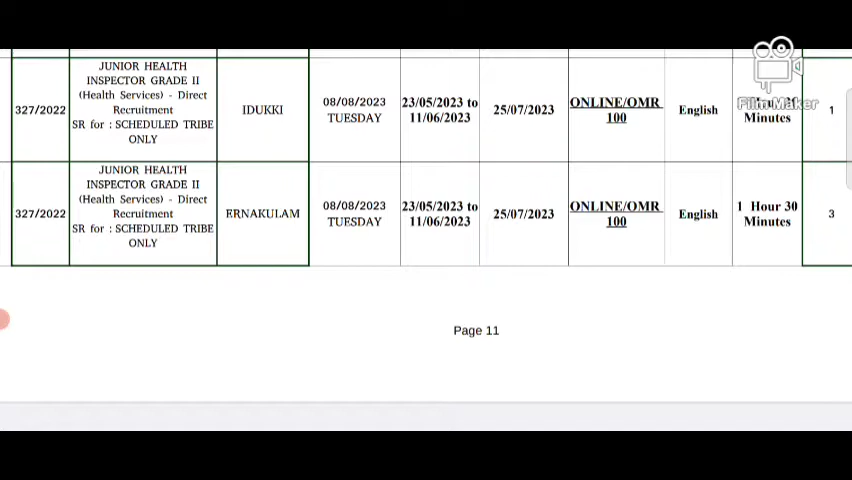 327/2022
JUNIOR HEALTH
INSPECTOR GRADE II
(Health Services) - Direct
Recruitment
SR for : SCHEDULED TRIBE
ONLY
IDUKKI
08/08/2023
TUESDAY
23/05/2023 to
11/06/2023
25/07/2023
ONLINE/OMR
100
English
Minutes
1
Film Maker
327/2022
JUNIOR HEALTH
INSPECTOR GRADE II
(Health Services) - Direct
Recruitment
SR for : SCHEDULED TRIBE
ONLY
ERNAKULAM
08/08/2023
TUESDAY
23/05/2023 to
11/06/2023
25/07/2023
ONLINE/OMR
100
English
1 Hour 30
Minutes
3
Page 11